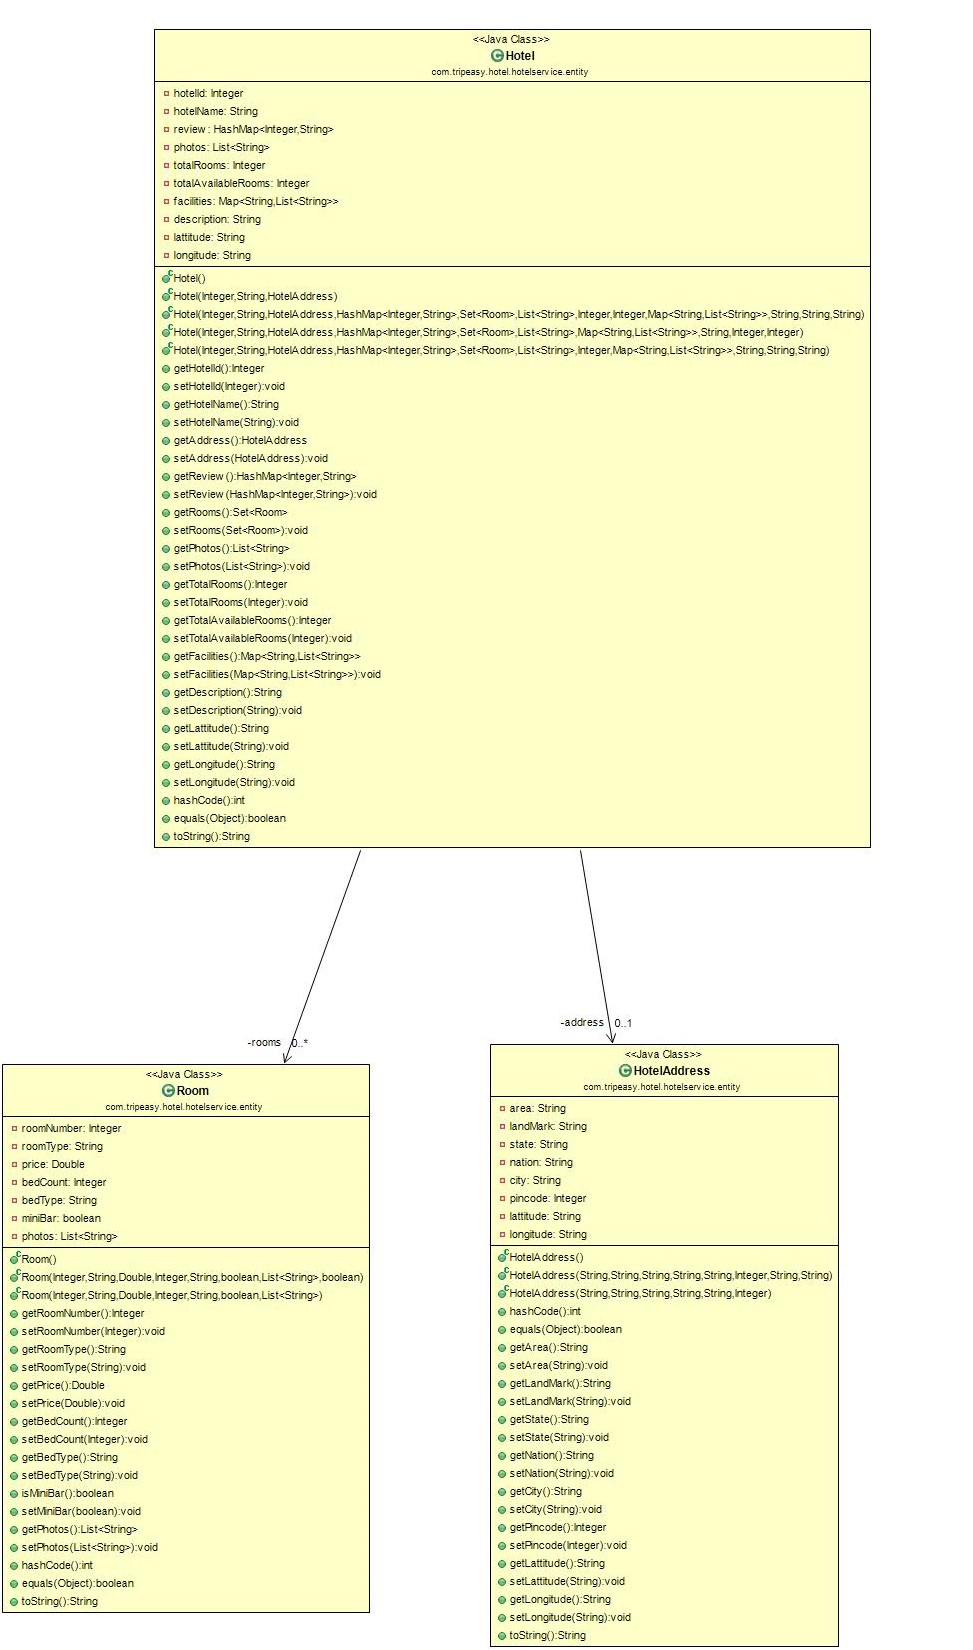 <<Java Class>>
Hotel
com.tripeasy.hotel.hotelservice.entity
hotelId: Integer
hotelName: String
review: HashMap<Integer,String>
photos: List<String>
totalRooms: Integer
totalAvailableRooms: Integer
facilities: Map<String,List<String>>
description: String
lattitude: String
longitude: String
Hotel()
Hotel(Integer,String,HotelAddress)
Hotel(Integer,String,HotelAddress,HashMap<Integer,String>,Set<Room>,List<String>,Integer,Integer,Map<String,List<String>>,String,String,String)
Hotel(Integer,String,HotelAddress,HashMap<Integer,String>,Set<Room>,List<String>,Map<String,List<String>>,String,Integer,Integer)
Hotel(Integer,String,HotelAddress,HashMap<Integer,String>,Set<Room>,List<String>,Integer,Map<String,List<String>>,String,String,String)
getHotelId():Integer
setHotelId(Integer):void
getHotelName():String
setHotelName(String):void
getAddress():HotelAddress
setAddress(HotelAddress):void
getReview():HashMap<Integer,String>
setReview(HashMap<Integer,String>):void
getRooms():Set<Room>
setRooms(Set<Room>):void
getPhotos():List<String>
setPhotos(List<String>):void
getTotalRooms():Integer
setTotalRooms(Integer):void
getTotalAvailableRooms():Integer
setTotalAvailableRooms(Integer):void
getFacilities():Map<String,List<String>>
setFacilities(Map<String,List<String>>):void
getDescription():String
setDescription(String):void
getLattitude():String
setLattitude(String):void
getLongitude():String
setLongitude(String):void
hashCode():int
equals(Object):boolean
toString():String
-rooms 0..*
-address 0..1
<<Java Class>>
Room
com.tripeasy.hotel.hotelservice.entity
roomNumber: Integer
roomType: String
price: Double
bedCount: Integer
bedType: String
miniBar: boolean
photos: List<String>
Room()
Room(Integer,String,Double,Integer,String,boolean,List<String>,boolean)
Room(Integer,String,Double,Integer,String,boolean,List<String>)
getRoomNumber():Integer
setRoomNumber(Integer):void
getRoomType():String
setRoomType(String):void
getPrice():Double
setPrice(Double):void
getBedCount():Integer
setBedCount(Integer):void
getBedType():String
setBedType(String):void
isMiniBar():boolean
setMiniBar(boolean):void
getPhotos():List<String>
setPhotos(List<String>):void
hashCode():int
equals(Object):boolean
toString():String
<<Java Class>>
HotelAddress
com.tripeasy.hotel.hotelservice.entity
area: String
landMark: String
state: String
nation: String
city: String
pincode: Integer
lattitude: String
longitude: String
HotelAddress()
HotelAddress(String,String,String,String,String,Integer,String,String)
HotelAddress(String,String,String,String,String,Integer)
hashCode():int
equals(Object):boolean
getArea():String
setArea(String):void
getLandMark():String
setLandMark(String):void
getState():String
setState(String):void
getNation():String
setNation(String):void
getCity():String
setCity(String):void
getPincode():Integer
setPincode(Integer):void
getLattitude():String
setLattitude(String):void
getLongitude():String
setLongitude(String):void
toString():String